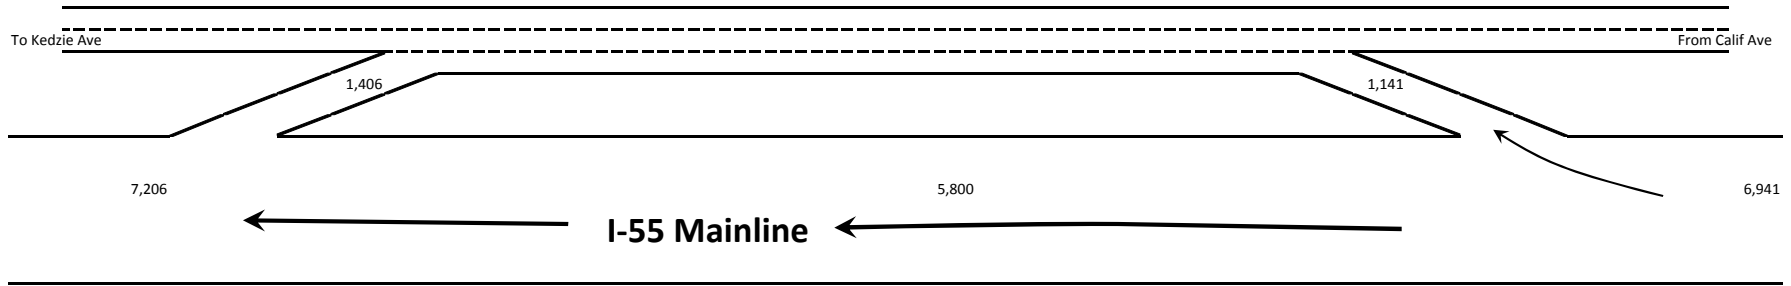 To Kedzie Ave
From Calif Ave
1,406
1,141
7,206
5,800
6,941
I-55 Mainline